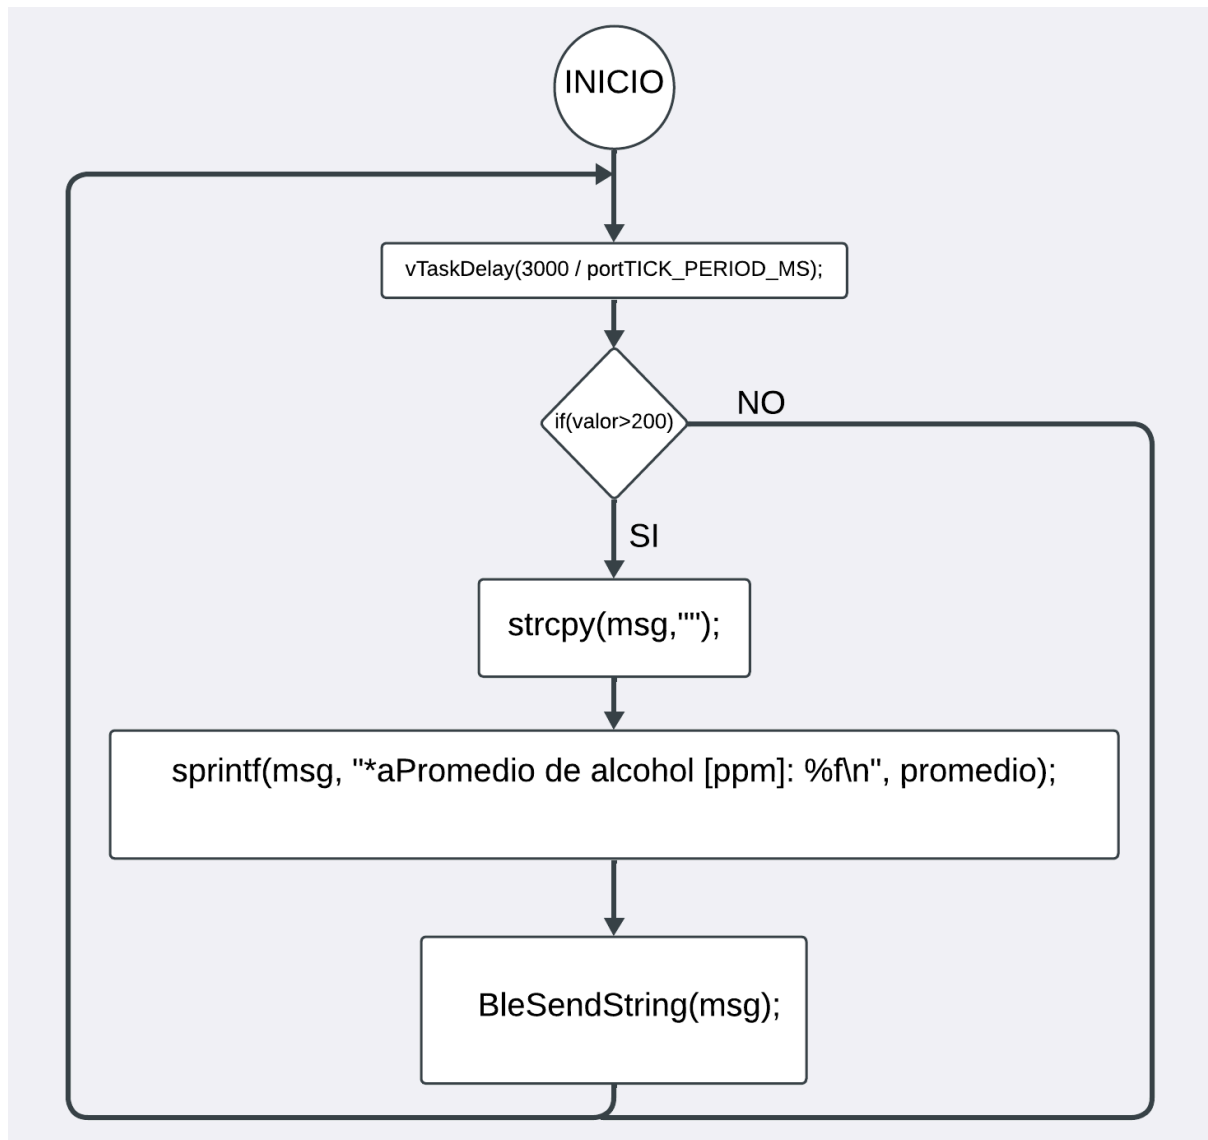 INICIO
vTaskDelay(3000 / portTICK_PERIOD_MS);
if(valor>200)
NO
SI
strcpy(msg,"");
sprintf(msg, "*aPromedio de alcohol [ppm]: %f\n", promedio);
BleSendString(msg);